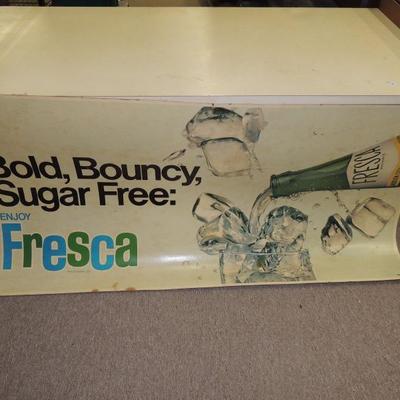 Bold, Bouncy,
Sugar Free:
ENJOY
Fresca
FRESCA